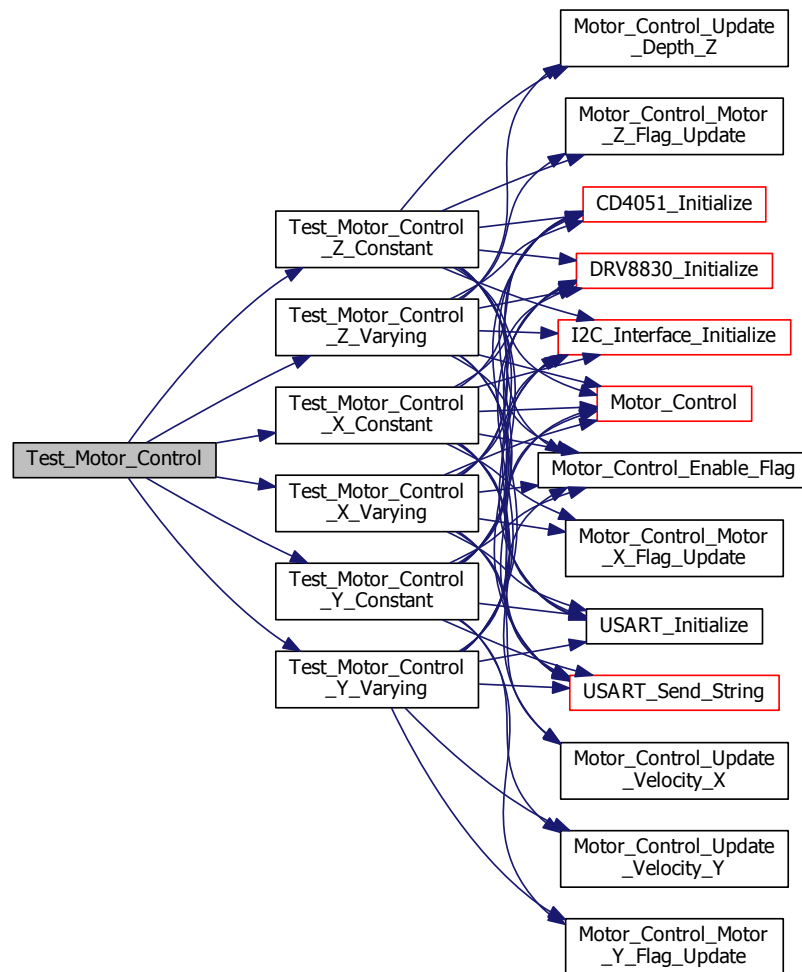 Test_Motor_Control
Test_Motor_Control
_Z_Constant
Test_Motor_Control
_Z_Varying
Test_Motor_Control
_X_Constant
Test_Motor_Control
_X_Varying
Test_Motor_Control
_Y_Constant
Test_Motor_Control
_Y_Varying
Motor_Control_Update
_Depth_Z
Motor_Control_Motor
_Z_Flag_Update
CD4051_Initialize
DRV8830_Initialize
I2C_Interface_Initialize
Motor_Control
Motor_Control_Enable_Flag
Motor_Control_Motor
_X_Flag_Update
USART_Initialize
USART_Send_String
Motor_Control_Update
_Velocity_X
Motor_Control_Update
_Velocity_Y
Motor_Control_Motor
_Y_Flag_Update